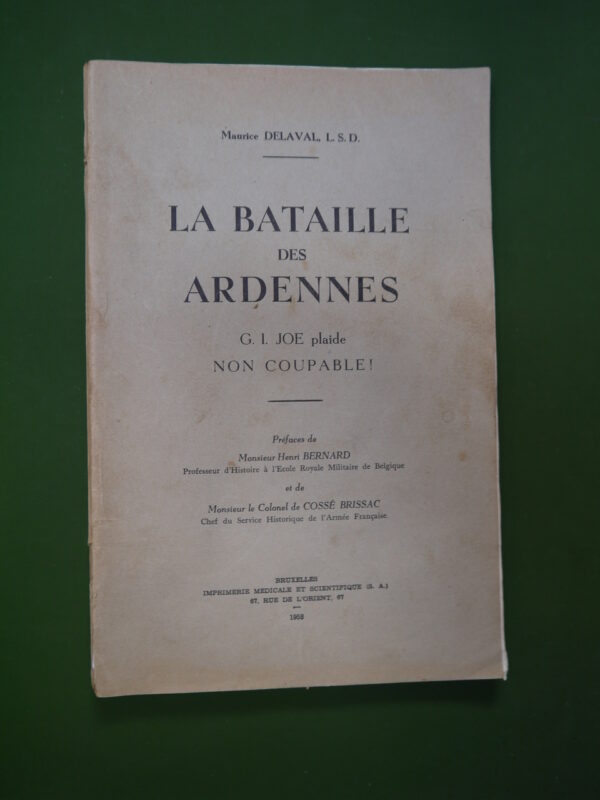 Maurice DELAVAL, L. S. D.
LA BATAILLE
DES
ARDENNES
G. I. JOE plaide
NON COUPABLE!
Préfaces de
Monsieur Henri BERNARD
Professeur d'Histoire à l'Ecole Royale Militaire de Belgique
et de
Monsieur le Colonel de COSSÉ BRISSAC
Chef du Service Historique de l'Armée Française.
BRUXELLES
IMPRIMERIE MEDICALE ET SCIENTIFIQUE (S. A.)
67, RUE DE L'ORIENT, 67
1958